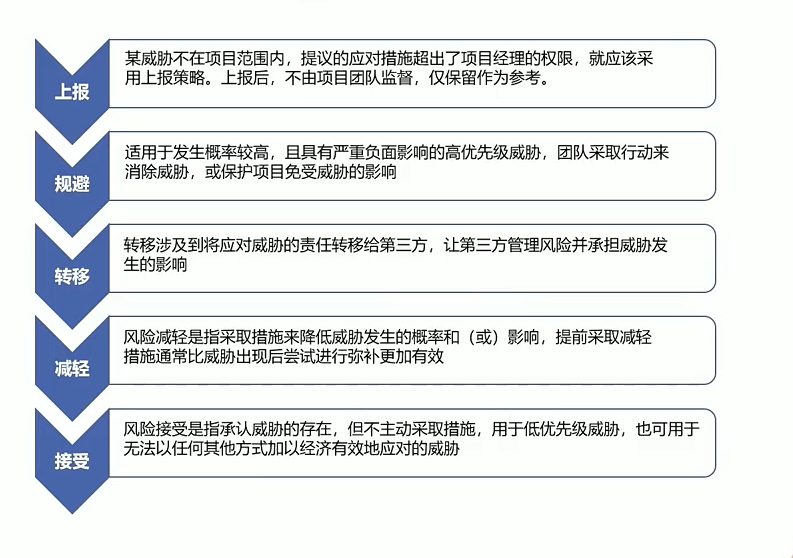 上报
某威胁不在项目范围内，提议的应对措施超出了项目经理的权限，就应该采
用上报策略。上报后，不由项目团队监督，仅保留作为参考。
规避
适用于发生概率较高，且具有严重负面影响的高优先级威胁，团队采取行动来
消除威胁，或保护项目免受威胁的影响
转移
转移涉及到将应对威胁的责任转移给第三方，让第三方管理风险并承担威胁发
生的影响
减轻
风险减轻是指采取措施来降低威胁发生的概率和（或）影响，提前采取减轻
措施通常比威胁出现后尝试进行弥补更加有效
接受
风险接受是指承认威胁的存在，但不主动采取措施，用于低优先级威胁，也可用于
无法以任何其他方式加以经济有效地应对的威胁